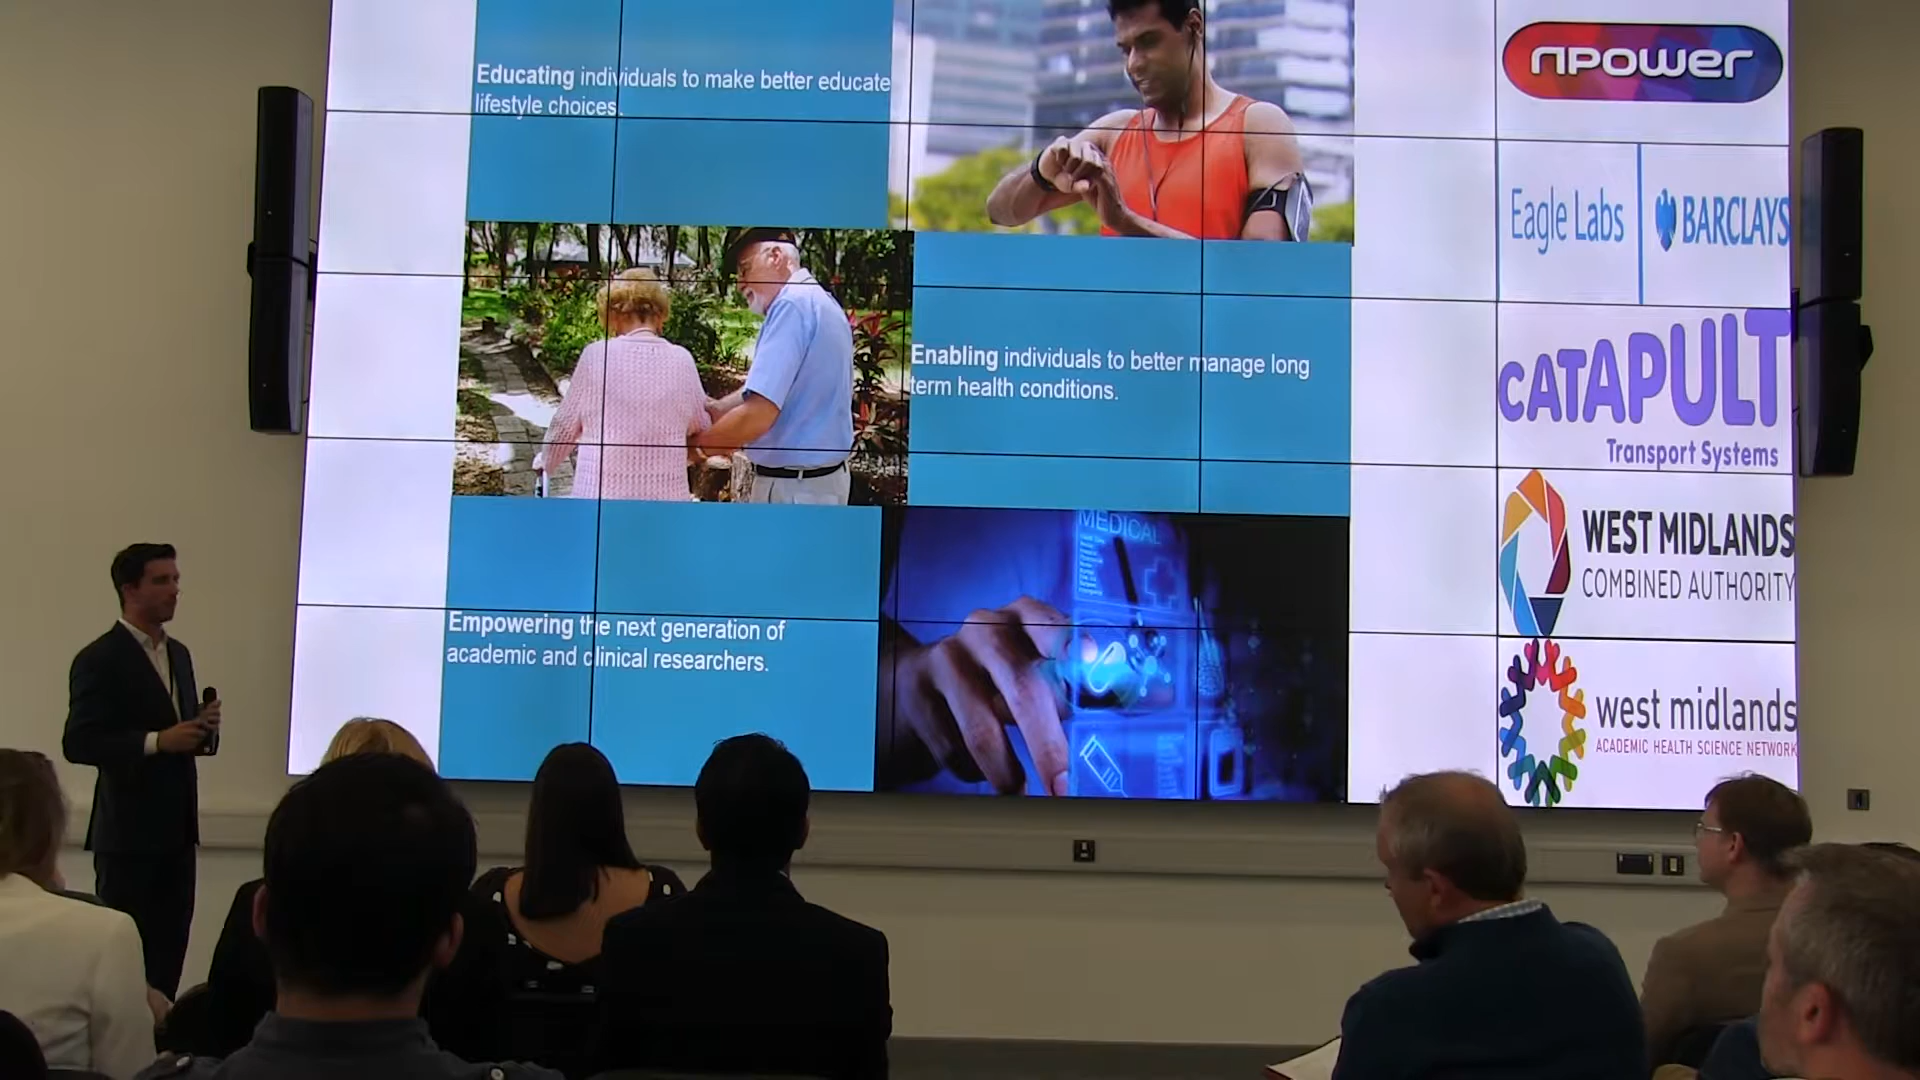 Educating individuals to make better educate
lifestyle choices.
Enabling individuals to better manage long
term health conditions.
MEDICAL
Empowering the next generation of
academic and clinical researchers.
npower
Eagle Labs
BARCLAYS
CATAPULT
Transport Systems
WEST MIDLANDS
COMBINED AUTHORITY
west midlands
ACADEMIC HEALTH SCIENCE NETWORK